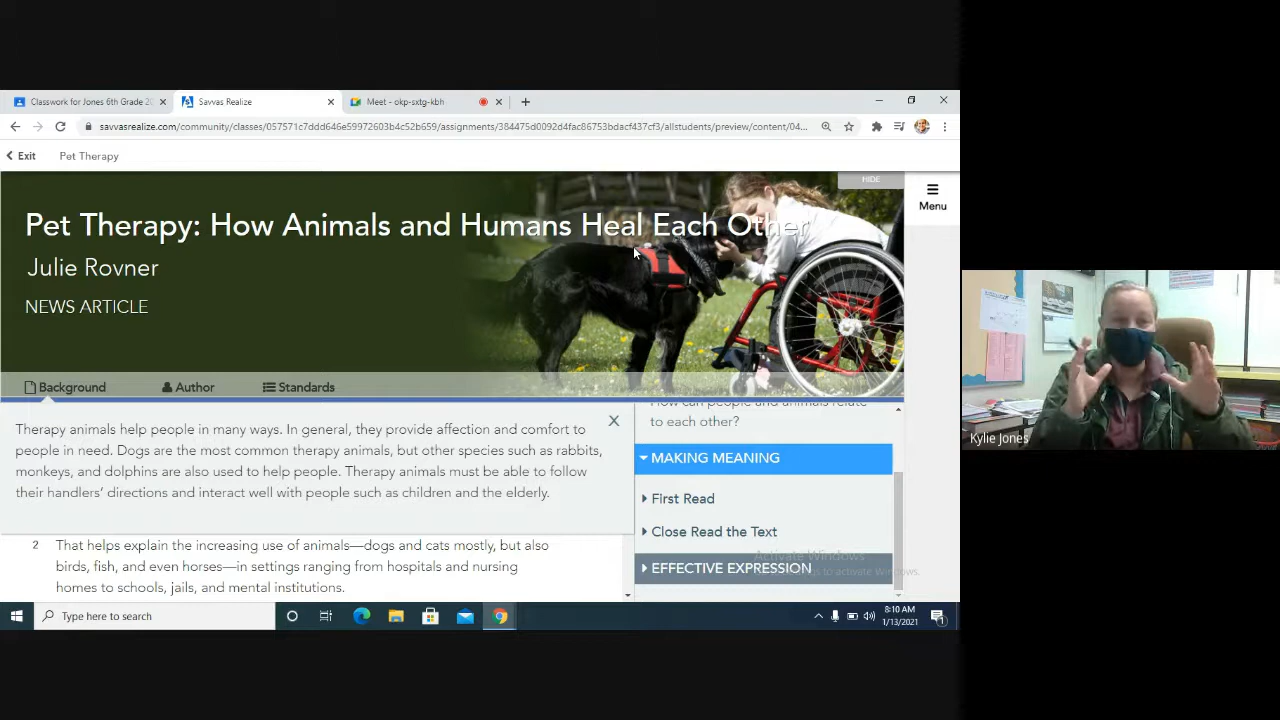 Classwork for Jones 6th Grade 2
Savvas Realize
Meet - okp-sxtg-kbh
savvasrealize.com/community/classes/057571c7ddd646e59972603b4c52b659/assignments/384475d0092d4fac86753bdacf437cf3/allstudents/preview/content/04...
Exit
Pet Therapy
HIDE
Menu
Pet Therapy: How Animals and Humans Heal Each Other
Julie Rovner
NEWS ARTICLE
Background
Author
Standards
Therapy animals help people in many ways. In general, they provide affection and comfort to
people in need. Dogs are the most common therapy animals, but other species such as rabbits,
monkeys, and dolphins are also used to help people. Therapy animals must be able to follow
their handlers' directions and interact well with people such as children and the elderly.
How can people and animals relate
to each other?
MAKING MEANING
First Read
Close Read the Text
EFFECTIVE EXPRESSION
Activate Windows
to activate Windows.
2 That helps explain the increasing use of animals—dogs and cats mostly, but also
birds, fish, and even horses—in settings ranging from hospitals and nursing
homes to schools, jails, and mental institutions.
Type here to search
8:10 AM
1/13/2021
Kylie Jones